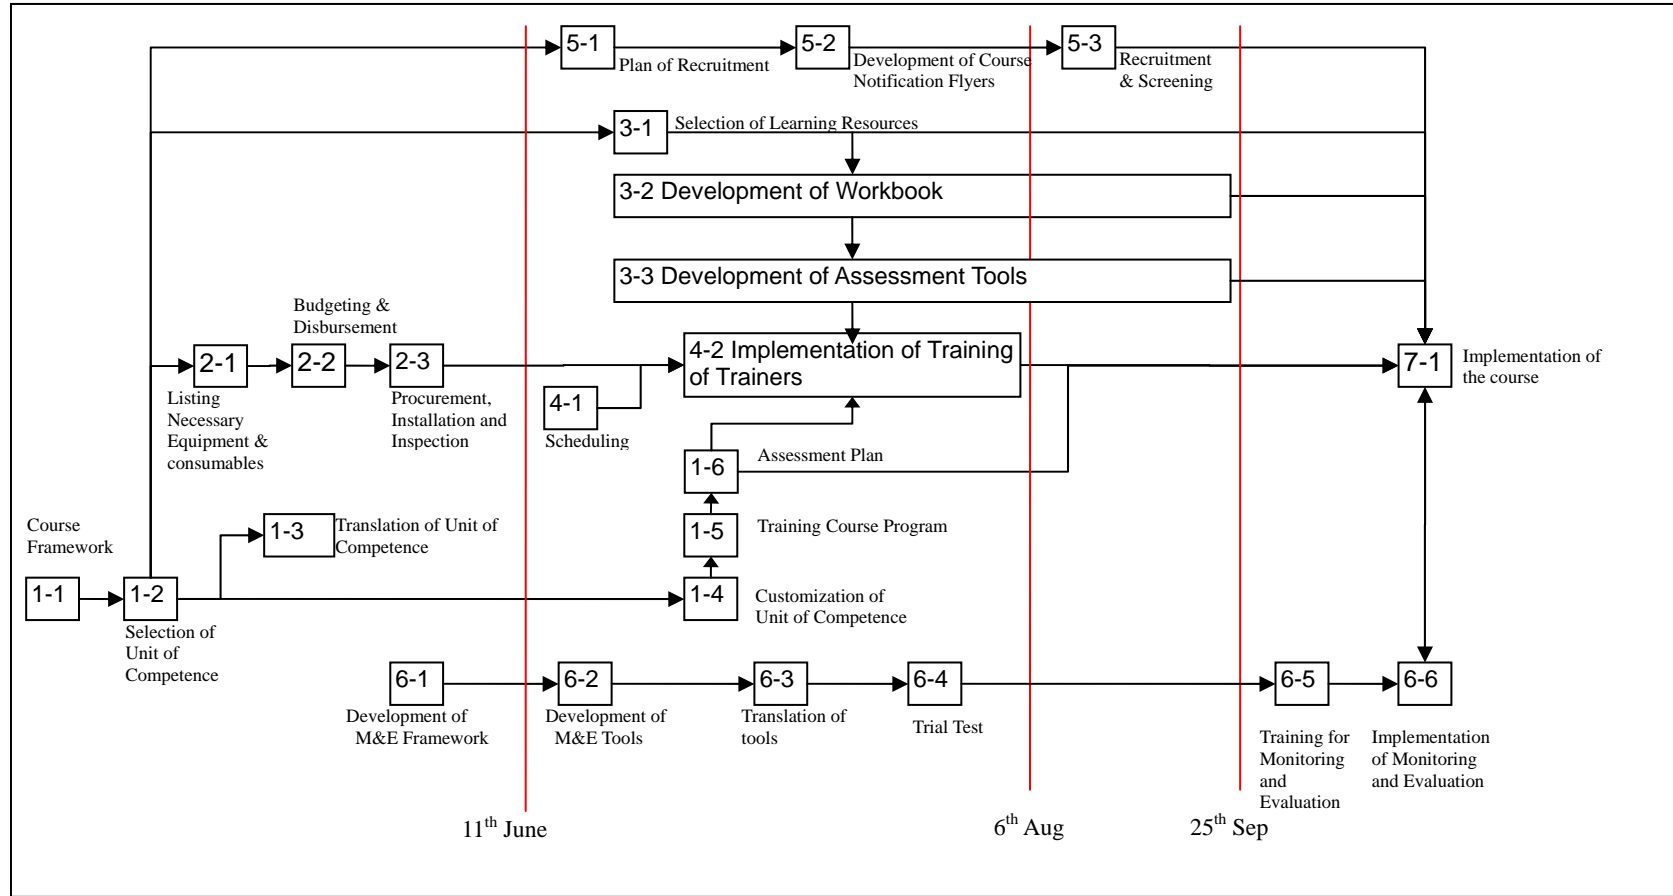 5-1
Plan of Recruitment
5-2
Development of Course
Notification Flyers
5-3
Recruitment
& Screening
3-1
Selection of Learning Resources
3-2 Development of Workbook
3-3 Development of Assessment Tools
Budgeting &
Disbursement
2-1
2-2
2-3
Listing
Necessary
Equipment &
consumables
Procurement,
Installation and
Inspection
4-1
Scheduling
4-2 Implementation of Training
of Trainers
7-1
Implementation of
the course
1-6
Assessment Plan
1-5
Training Course Program
1-3
Translation of Unit of
Competence
Course
Framework
1-1
1-2
Selection of
Unit of
Competence
1-4
Customization of
Unit of Competence
6-1
Development of
M&E Framework
6-2
Development of
M&E Tools
6-3
Translation of
tools
6-4
Trial Test
6-5
Training for
Monitoring
and
Evaluation
6-6
Implementation
of Monitoring
and Evaluation
11th June
6th Aug
25th Sep